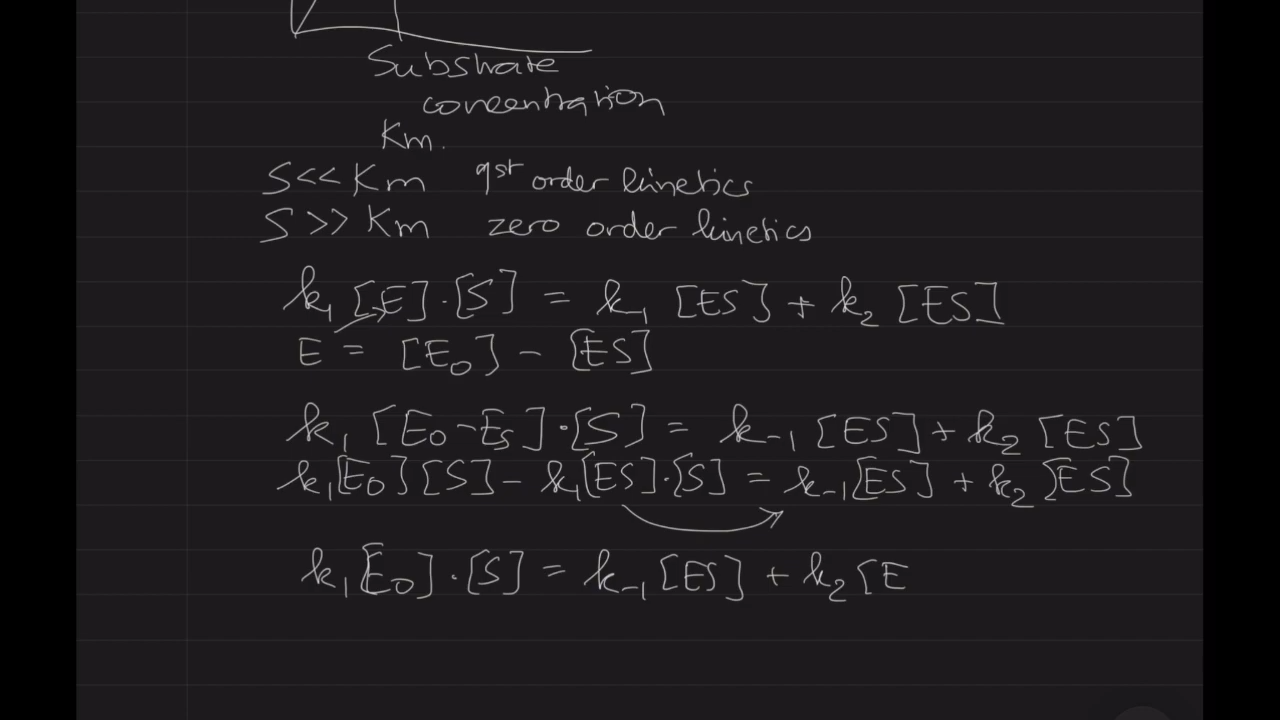 Substrate
concentration
Km.
S<<Km 1st order kinetics
S>>Km zero order kinetics
k₁[E]·[S] = k₋₁[ES] + k₂[ES]
E = [E₀] - [ES]
k₁[E₀-Es]·[S] = k₋₁[ES] + k₂[ES]
k₁[E₀][S] - k₁[ES]·[S] = k₋₁[ES] + k₂[ES]
k₁[E₀]·[S] = k₋₁[ES] + k₂[E